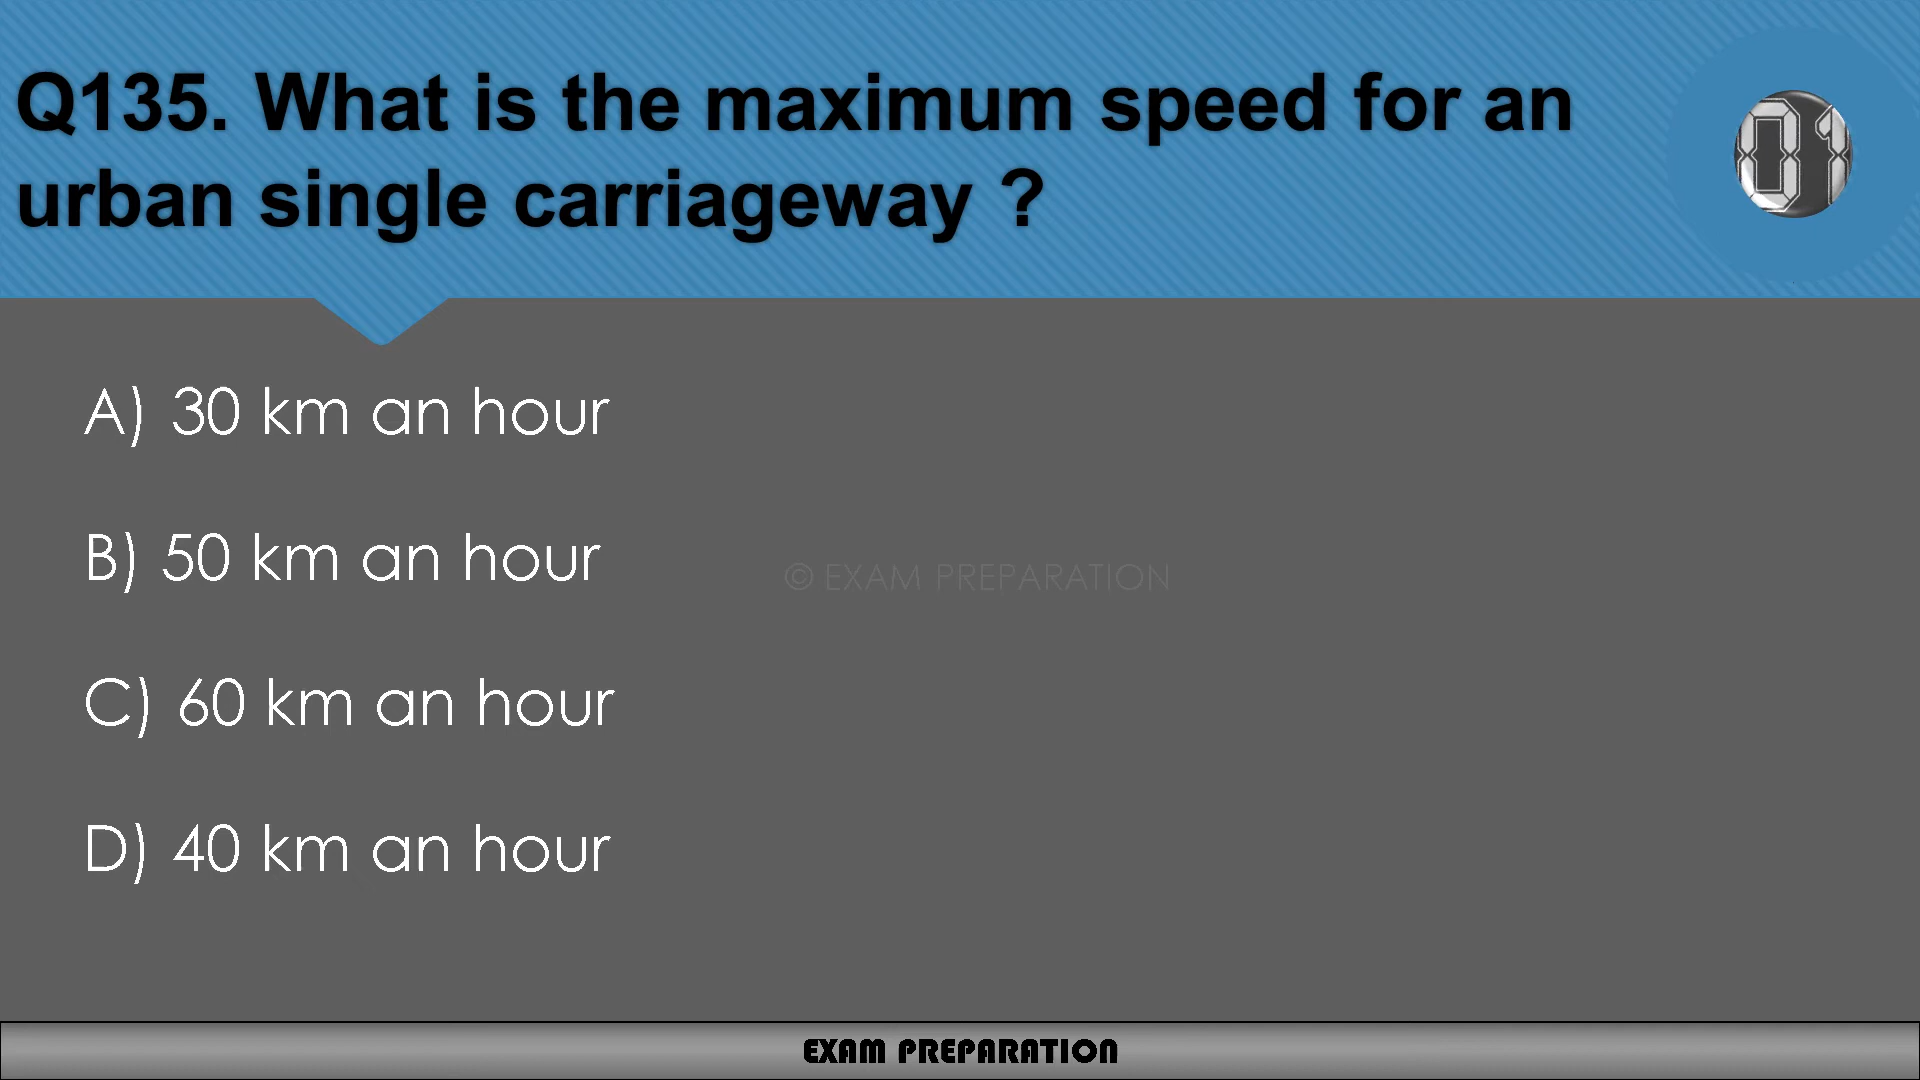 Q135. What is the maximum speed for an
urban single carriageway ?
01
A) 30 km an hour
B) 50 km an hour
© EXAM PREPARATION
C) 60 km an hour
D) 40 km an hour
EXAM PREPARATION